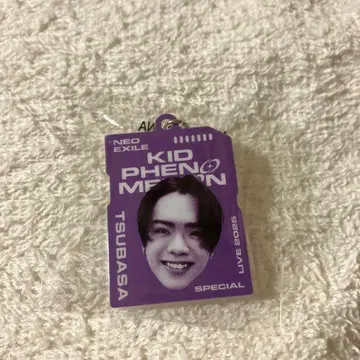 NEO
EXILE
KID
PHENO
MENON
TSUBASA
LIVE 2025
SPECIAL